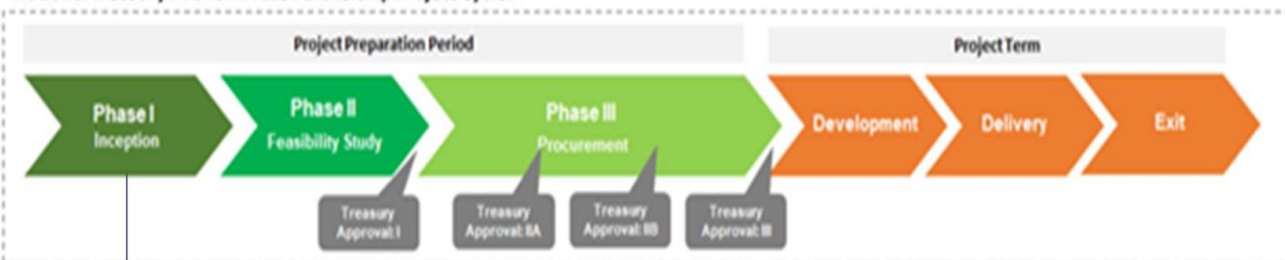 Project Preparation Period
Project Term
Phase I
Inception
Phase II
Feasibility Study
Phase III
Procurement
Development
Delivery
Exit
Treasury
Approval: I
Treasury
Approval: IIA
Treasury
Approval: IIB
Treasury
Approval: III